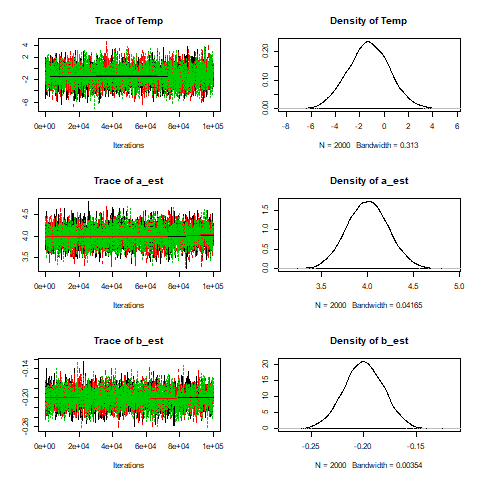 Trace of Temp
4
2
-2
-6
0e+00 2e+04 4e+04 6e+04 8e+04 1e+05
Iterations
Density of Temp
0.20
0.10
0.00
-8 -6 -4 -2 0 2 4 6
N = 2000 Bandwidth = 0.313
Trace of a_est
4.5
4.0
3.5
0e+00 2e+04 4e+04 6e+04 8e+04 1e+05
Iterations
Density of a_est
1.5
1.0
0.5
0.0
3.5 4.0 4.5 5.0
N = 2000 Bandwidth = 0.04165
Trace of b_est
-0.14
-0.20
-0.26
0e+00 2e+04 4e+04 6e+04 8e+04 1e+05
Iterations
Density of b_est
20
15
10
5
0
-0.25 -0.20 -0.15
N = 2000 Bandwidth = 0.00354